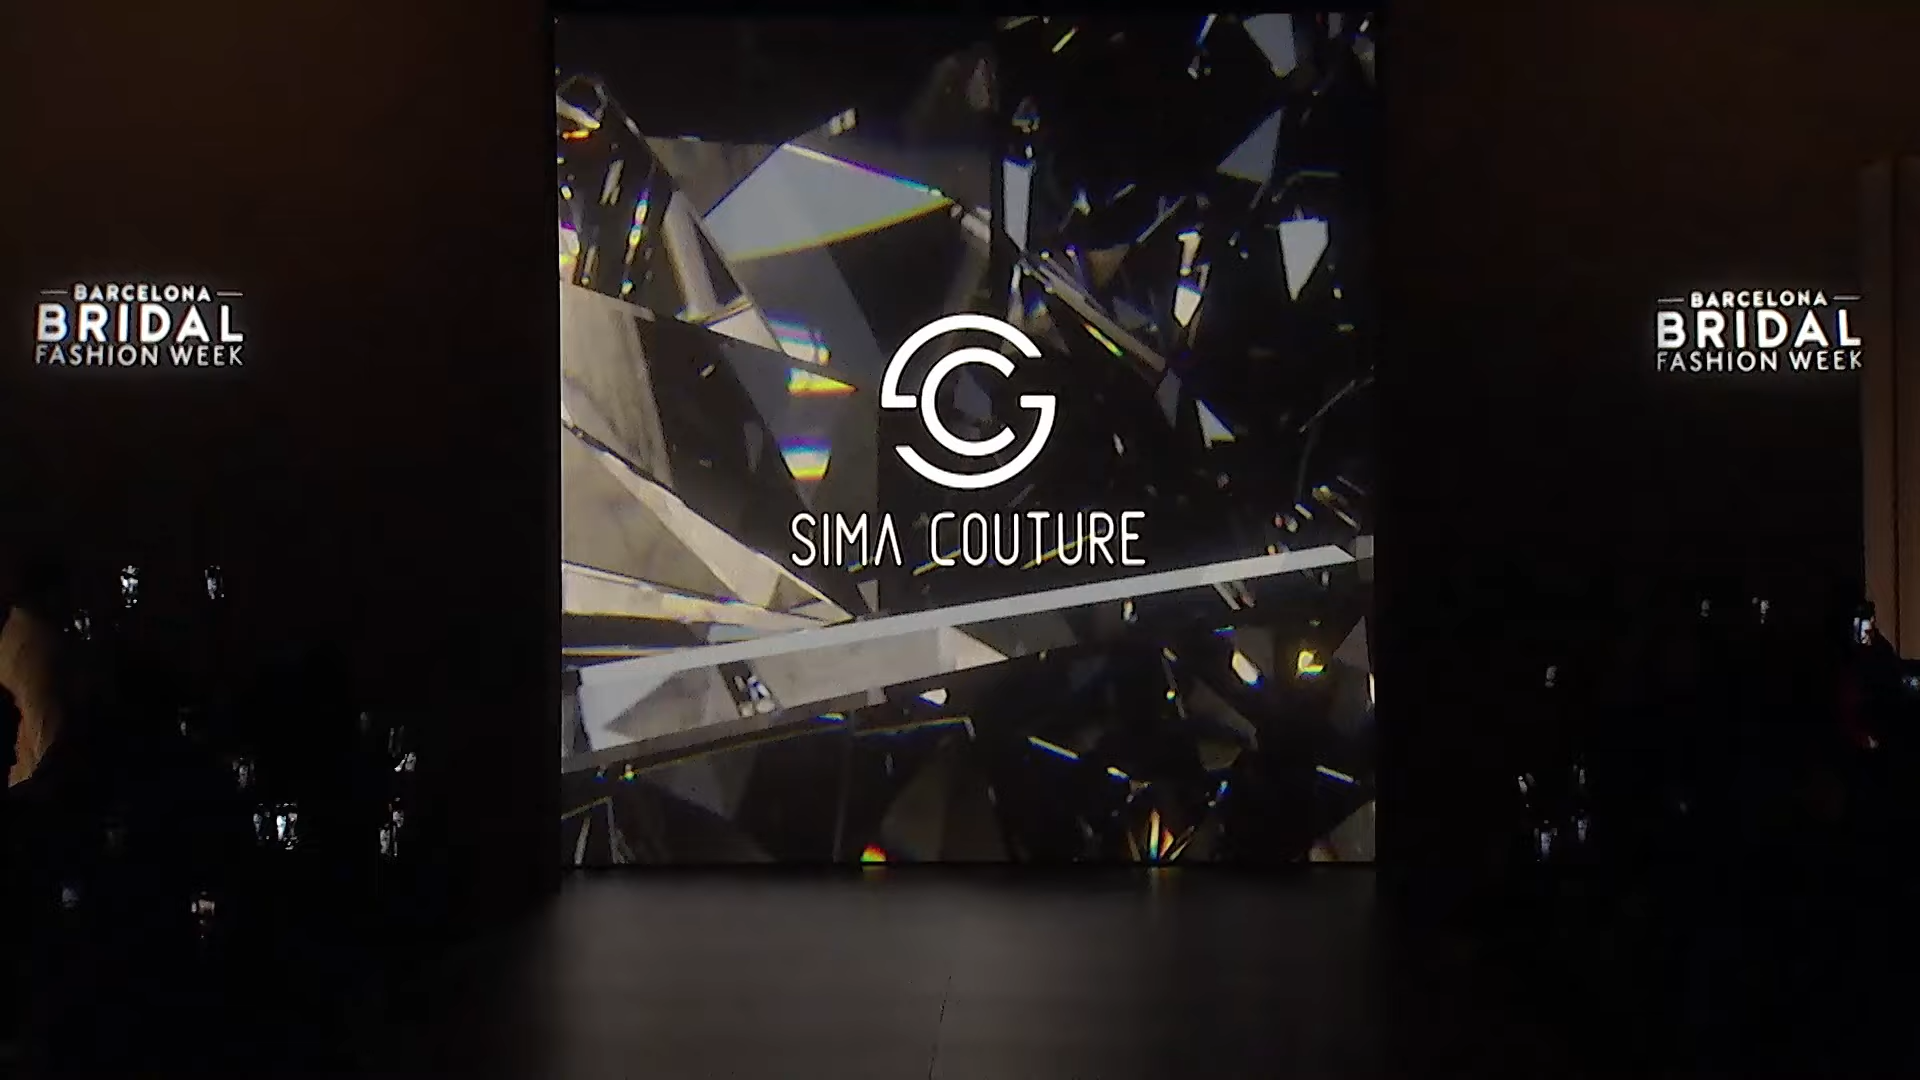 BARCELONA
BRIDAL
FASHION WEEK
SIMA COUTURE
BARCELONA
BRIDAL
FASHION WEEK